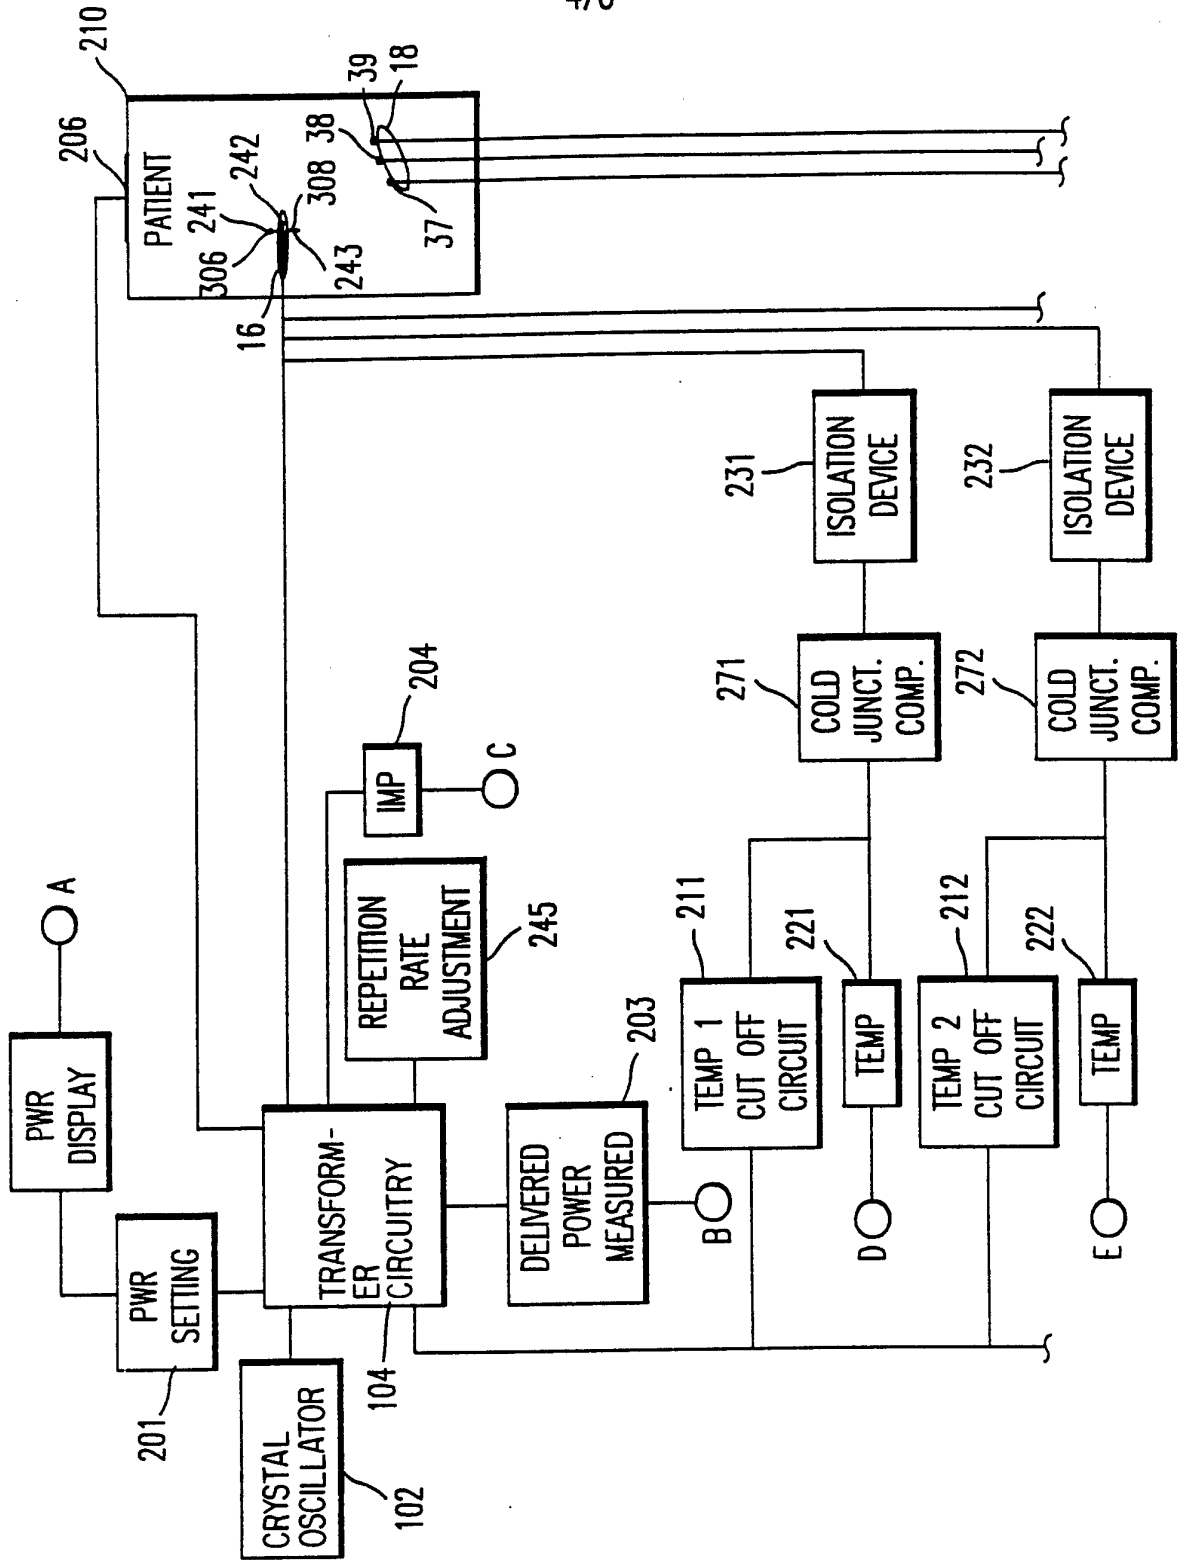 210
206
PATIENT
306
241
242
308
243
16
39
38
18
37
A
PWR
DISPLAY
PWR
SETTING
201
CRYSTAL
OSCILLATOR
102
TRANSFORM-
ER
CIRCUITRY
104
IMP
204
C
REPETITION
RATE
ADJUSTMENT
245
DELIVERED
POWER
MEASURED
203
B
TEMP 1
CUT OFF
CIRCUIT
211
TEMP
221
D
TEMP 2
CUT OFF
CIRCUIT
212
TEMP
222
E
COLD
JUNCT.
COMP.
271
COLD
JUNCT.
COMP.
272
ISOLATION
DEVICE
231
ISOLATION
DEVICE
232